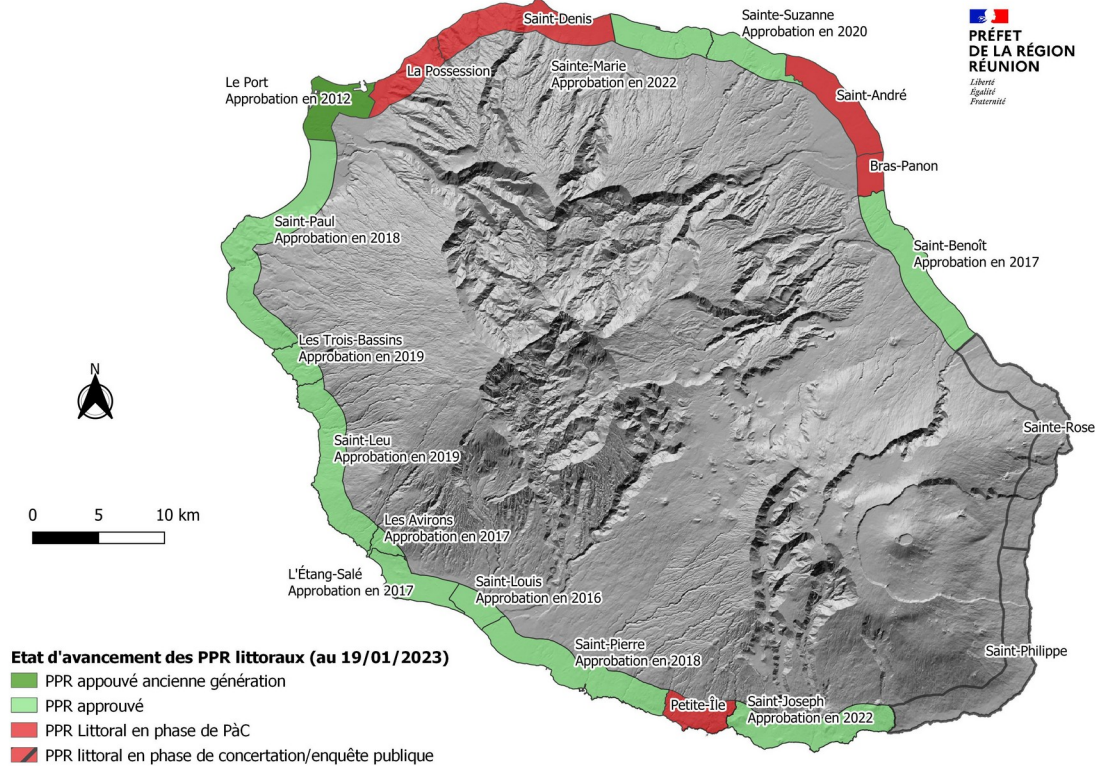 Saint-Denis
Sainte-Suzanne
Approbation en 2020
PRÉFET
DE LA RÉGION
RÉUNION
Liberté
Égalité
Fraternité
La Possession
Sainte-Marie
Approbation en 2022
Le Port
Approbation en 2012
Saint-André
Bras-Panon
Saint-Paul
Approbation en 2018
Saint-Benoît
Approbation en 2017
Les Trois-Bassins
Approbation en 2019
N
Sainte-Rose
Saint-Leu
Approbation en 2019
0 5 10 km
Les Avirons
Approbation en 2017
L'Étang-Salé
Approbation en 2017
Saint-Louis
Approbation en 2016
Saint-Pierre
Approbation en 2018
Saint-Philippe
Petite-Île
Saint-Joseph
Approbation en 2022
Etat d'avancement des PPR littoraux (au 19/01/2023)
PPR appouvé ancienne génération
PPR approuvé
PPR Littoral en phase de PàC
PPR littoral en phase de concertation/enquête publique